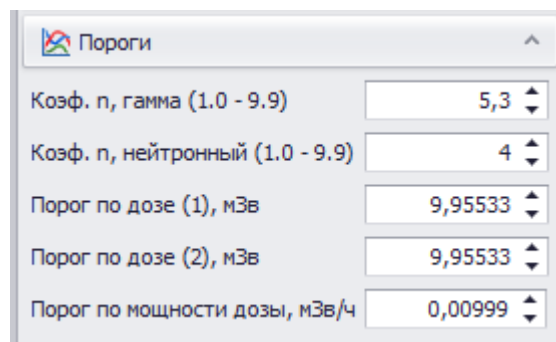 Пороги
Коэф. n, гамма (1.0 - 9.9) 5,3
Коэф. n, нейтронный (1.0 - 9.9) 4
Порог по дозе (1), мЗв 9,95533
Порог по дозе (2), мЗв 9,95533
Порог по мощности дозы, мЗв/ч 0,00999